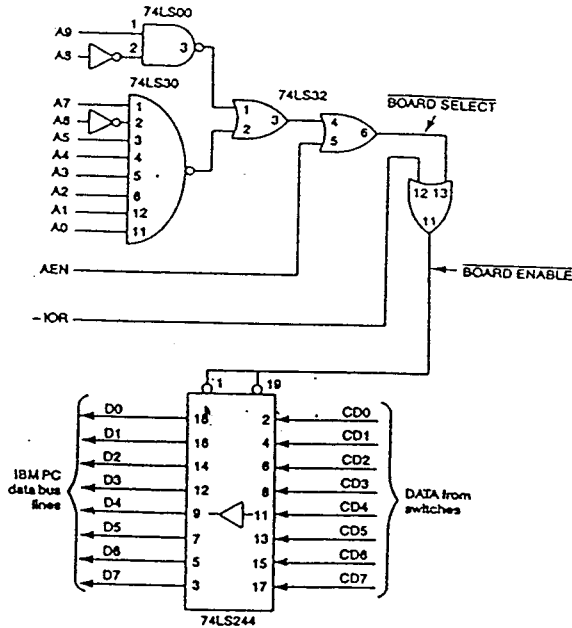 74LS00
A9
1
A8
2
3
74LS30
74LS32
A7
1
A6
2
A5
3
A4
4
A3
5
A2
6
A1
12
A0
11
1
2
3
4
5
6
BOARD SELECT
12
13
11
AEN
BOARD ENABLE
-IOR
1
19
D0
18
2
CD0
D1
16
4
CD1
D2
14
6
CD2
D3
12
8
CD3
D4
9
11
CD4
D5
7
13
CD5
D6
5
15
CD6
D7
3
17
CD7
IBM PC
data bus
lines
DATA from
switches
74LS244